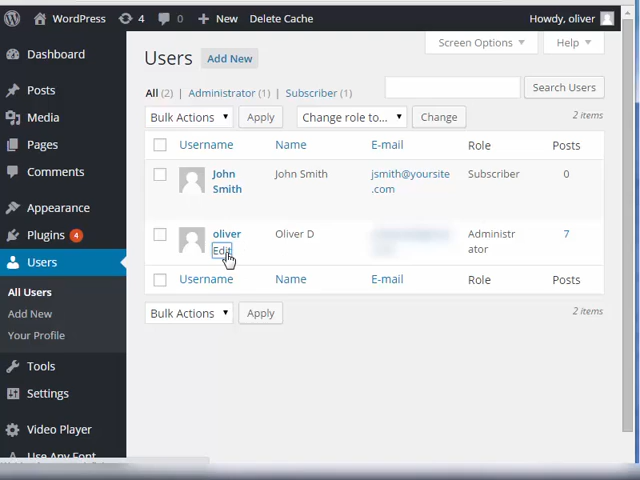 WordPress 4 0 New Delete Cache Howdy, oliver
Dashboard
Posts
Media
Pages
Comments
Appearance
Plugins 4
Users
All Users
Add New
Your Profile
Tools
Settings
Video Player
Use Any Font
Screen Options Help
Users Add New
All (2) | Administrator (1) | Subscriber (1)
Search Users
Bulk Actions Apply Change role to... Change 2 items
Username Name E-mail Role Posts
John Smith John Smith jsmith@yoursite Subscriber 0
.com
oliver Oliver D Administr 7
Edit ator
Username Name E-mail Role Posts
Bulk Actions Apply 2 items